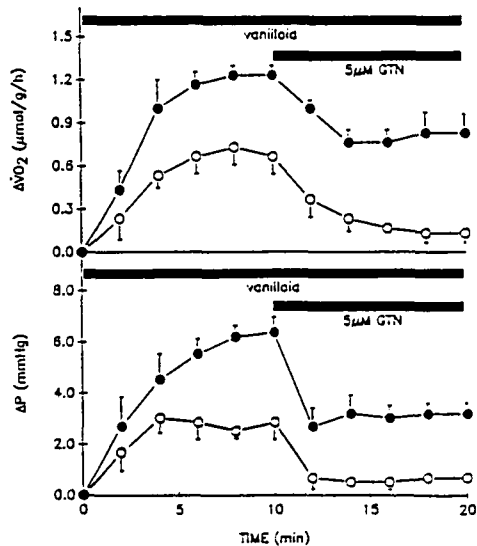 vanilloid
5μM GTN
1.5
1.2
0.9
0.6
0.3
0.0
ΔV̇O2 (μmol/g/h)
vanilloid
5μM GTN
8.0
6.0
4.0
2.0
0.0
ΔP (mmHg)
0 5 10 15 20
TIME (min)